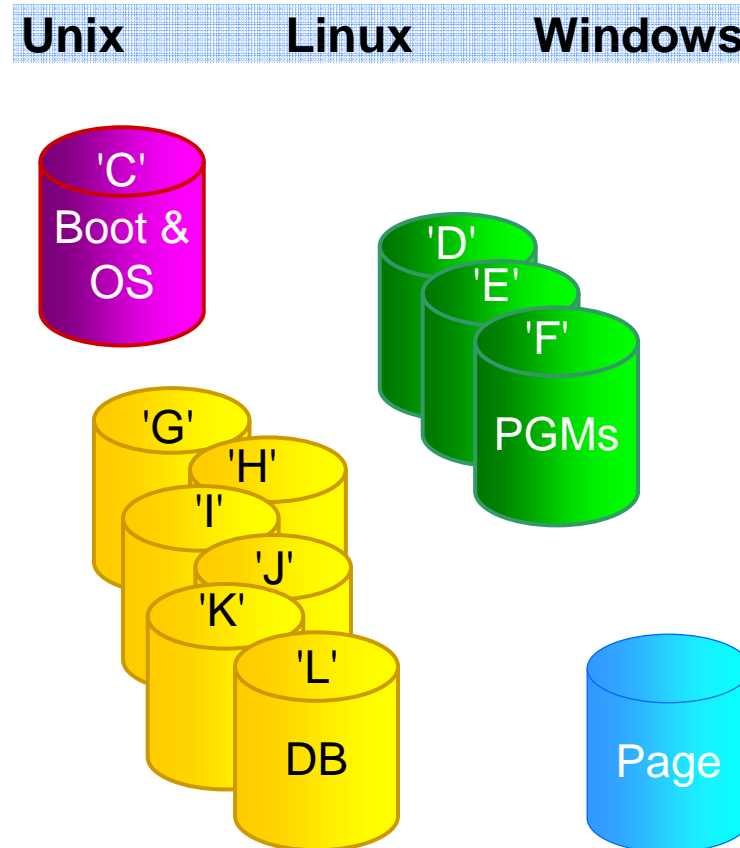 Unix Linux Windows
'C'
Boot &
OS
'D'
'E'
'F'
PGMs
'G'
'H'
'I'
'J'
'K'
'L'
DB
Page